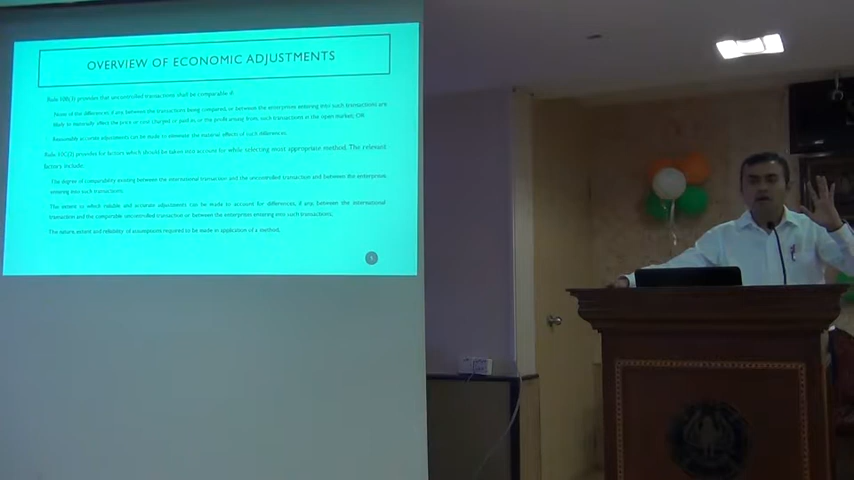 OVERVIEW OF ECONOMIC ADJUSTMENTS
Rule 10B(3) provides that uncontrolled transactions shall be comparable if
None of the differences, if any, between the transactions being compared, or between the enterprises entering into such transactions are
likely to materially affect the price or cost charged or paid in, or the profit arising from, such transactions in the open market; OR
Reasonable accurate adjustments can be made to eliminate the material effects of such differences.
Rule 10C(2) provides for factors which should be taken into account for while selecting most appropriate method. The relevant
factors include:
The degree of comparability existing between the international transaction and the uncontrolled transaction and between the enterprises
entering into such transactions;
The extent to which reliable and accurate adjustments can be made to account for differences, if any, between the international
transaction and the comparable uncontrolled transaction or between the enterprises entering into such transactions;
The nature, extent and reliability of assumptions required to be made in application of a method.